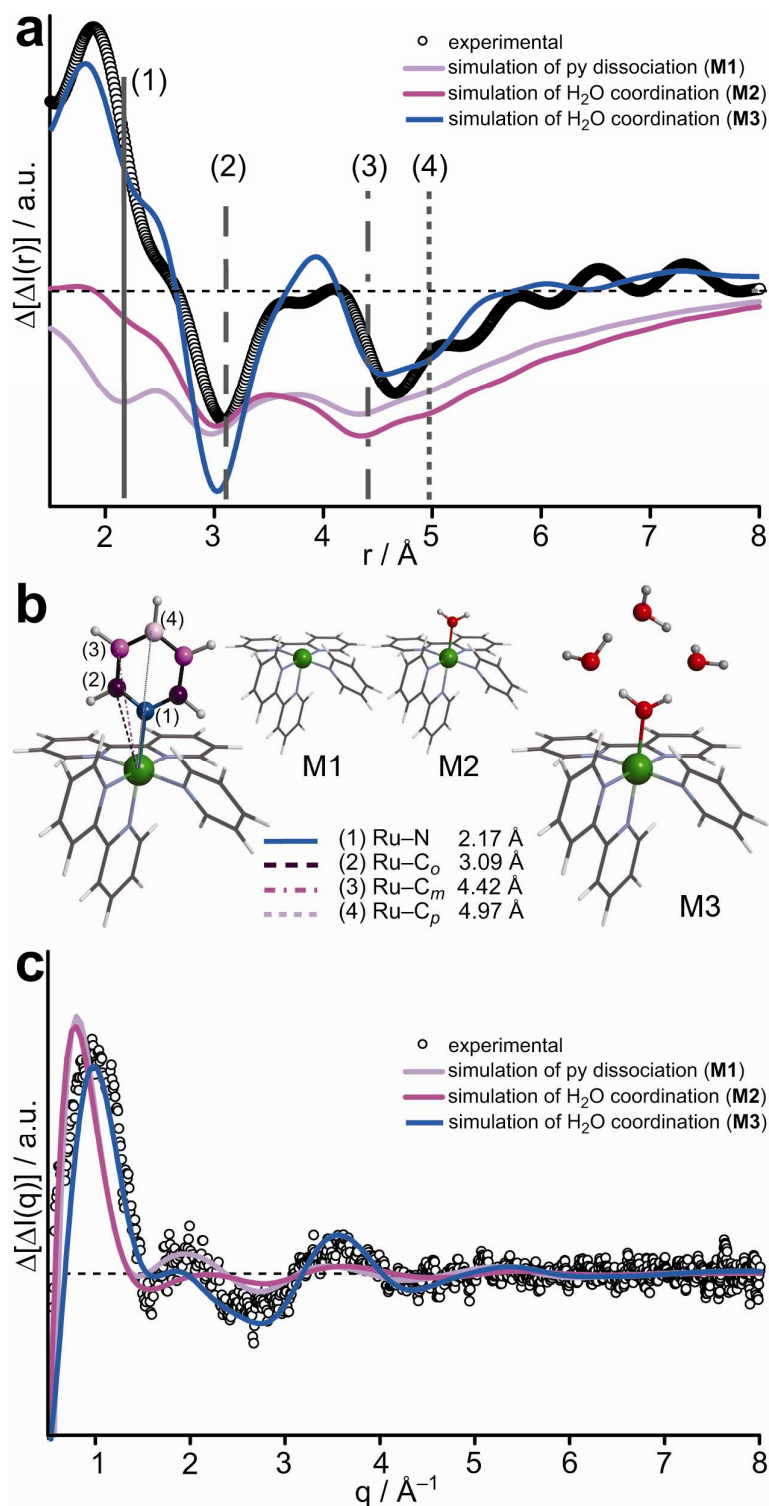 a
experimental
simulation of py dissociation (M1)
simulation of H₂O coordination (M2)
simulation of H₂O coordination (M3)
(1)
(2)
(3)
(4)
Δ[ΔI(r)] / a.u.
2 3 4 5 6 7 8
r / Å
b
(4)
(3)
(2)
(1)
M1
M2
M3
(1) Ru–N 2.17 Å
(2) Ru–Cₒ 3.09 Å
(3) Ru–Cₘ 4.42 Å
(4) Ru–Cₚ 4.97 Å
c
experimental
simulation of py dissociation (M1)
simulation of H₂O coordination (M2)
simulation of H₂O coordination (M3)
Δ[ΔI(q)] / a.u.
1 2 3 4 5 6 7 8
q / Å⁻¹